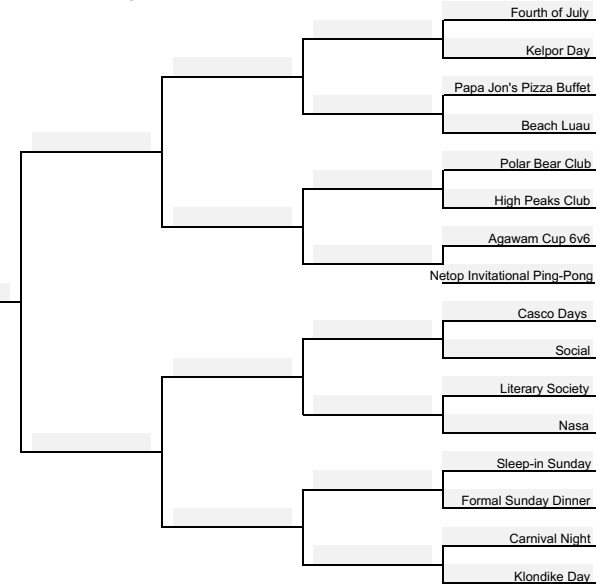 Fourth of July
Kelpor Day
Papa Jon's Pizza Buffet
Beach Luau
Polar Bear Club
High Peaks Club
Agawam Cup 6v6
Netop Invitational Ping-Pong
Casco Days
Social
Literary Society
Nasa
Sleep-in Sunday
Formal Sunday Dinner
Carnival Night
Klondike Day